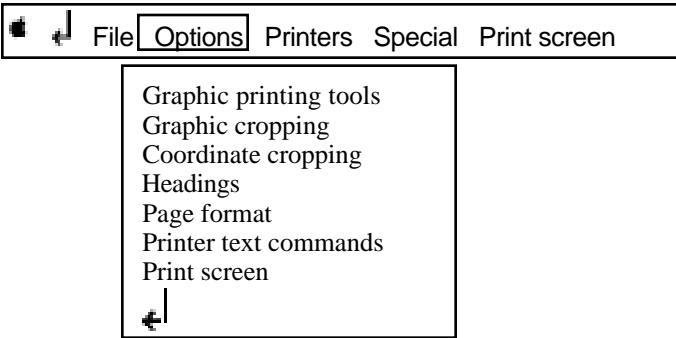 File Options Printers Special Print screen
Graphic printing tools
Graphic cropping
Coordinate cropping
Headings
Page format
Printer text commands
Print screen